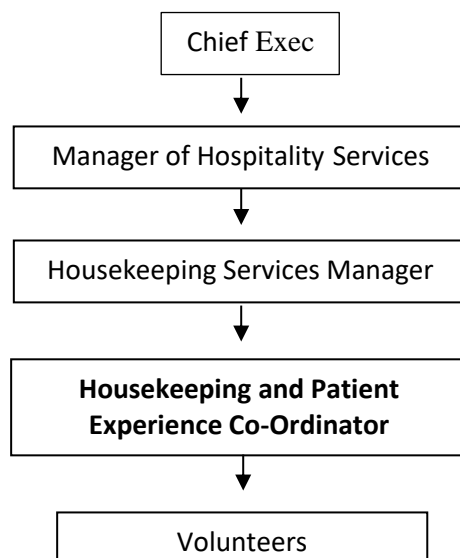 Chief Exec
Manager of Hospitality Services
Housekeeping Services Manager
Housekeeping and Patient
Experience Co-Ordinator
Volunteers